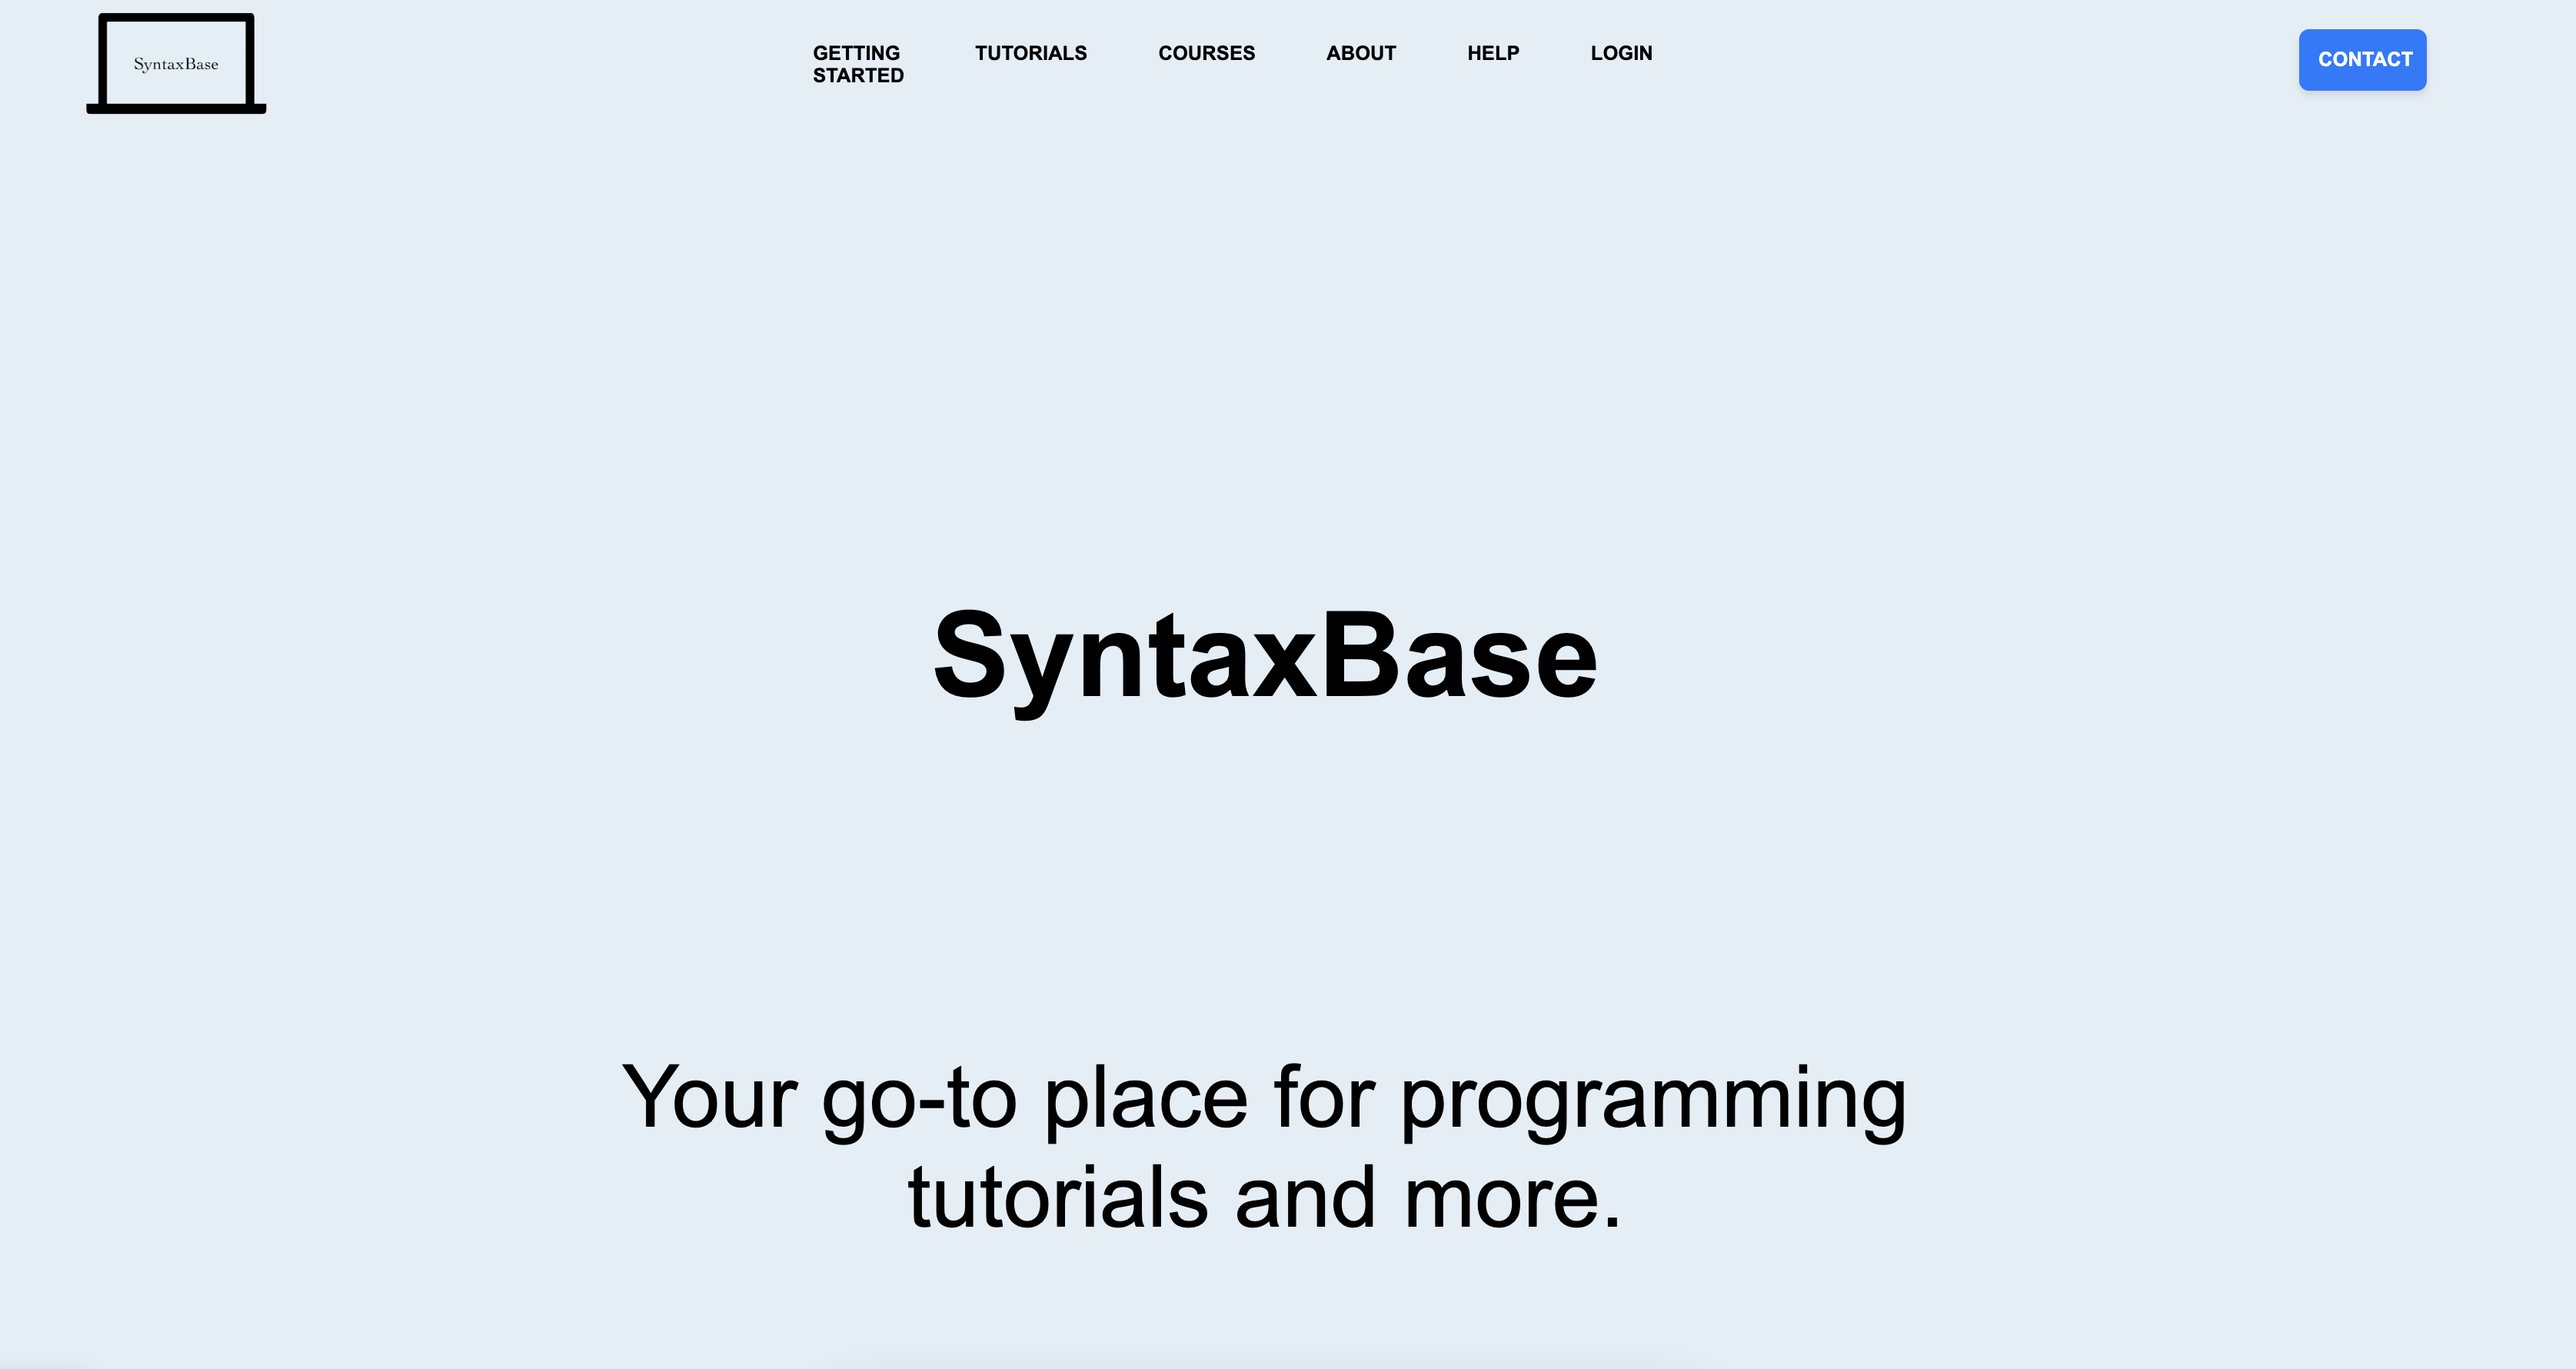 SyntaxBase
GETTING
STARTED
TUTORIALS
COURSES
ABOUT
HELP
LOGIN
CONTACT
SyntaxBase
Your go-to place for programming
tutorials and more.